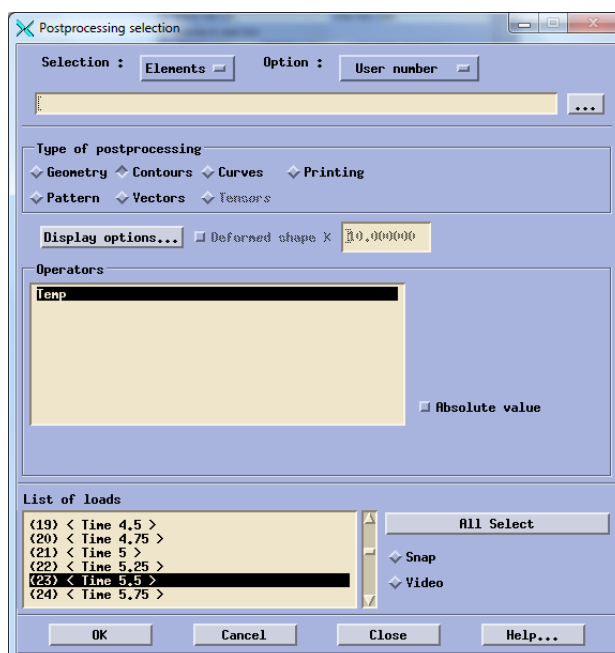 Postprocessing selection
Selection : Elements Option : User number
...
Type of postprocessing
Geometry Contours Curves Printing
Pattern Vectors Tensors
Display options... Deformed shape X 10.000000
Operators
Temp
Absolute value
List of loads
(19) < Time 4.5 >
(20) < Time 4.75 >
(21) < Time 5 >
(22) < Time 5.25 >
(23) < Time 5.5 >
(24) < Time 5.75 >
All Select
Snap
Video
OK Cancel Close Help...